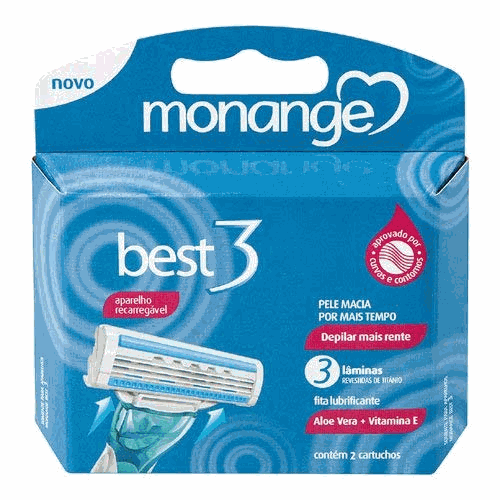 novo
monange
best 3
aparelho
recarregável
aprovado por
curvas e contornos
PELE MACIA
POR MAIS TEMPO
Depilar mais rente
3 lâminas
REVESTIDAS DE TITÂNIO
fita lubrificante
Aloe Vera + Vitamina E
contém 2 cartuchos